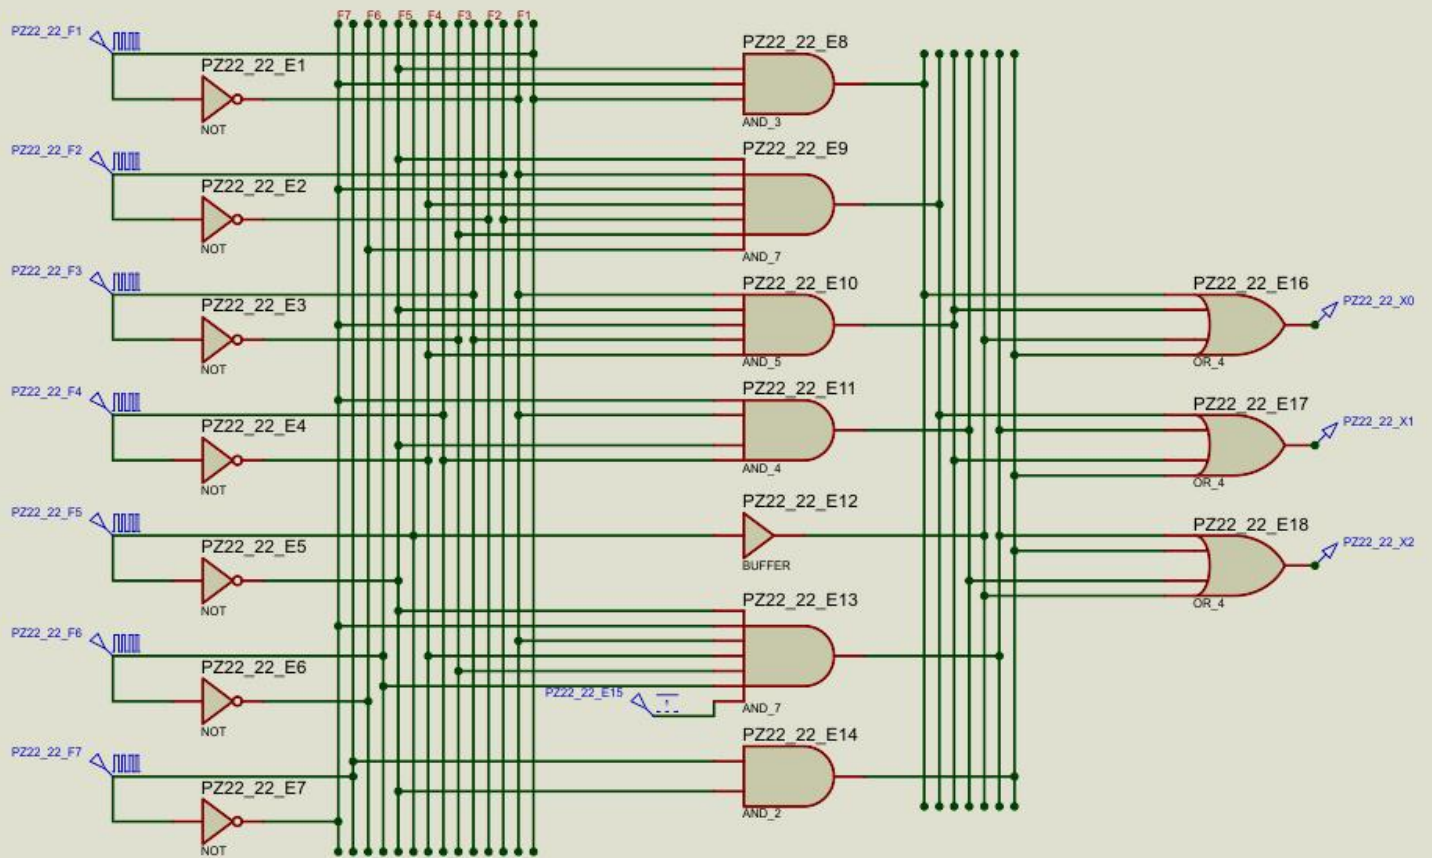 F7 F6 F5 F4 F3 F2 F1
PZ22_22_F1
PZ22_22_E1
NOT
PZ22_22_F2
PZ22_22_E2
NOT
PZ22_22_F3
PZ22_22_E3
NOT
PZ22_22_F4
PZ22_22_E4
NOT
PZ22_22_F5
PZ22_22_E5
NOT
PZ22_22_F6
PZ22_22_E6
NOT
PZ22_22_F7
PZ22_22_E7
NOT
PZ22_22_E8
AND_3
PZ22_22_E9
AND_7
PZ22_22_E10
AND_5
PZ22_22_E11
AND_4
PZ22_22_E12
BUFFER
PZ22_22_E13
PZ22_22_E15
AND_7
PZ22_22_E14
AND_2
PZ22_22_E16
PZ22_22_X0
OR_4
PZ22_22_E17
PZ22_22_X1
OR_4
PZ22_22_E18
PZ22_22_X2
OR_4